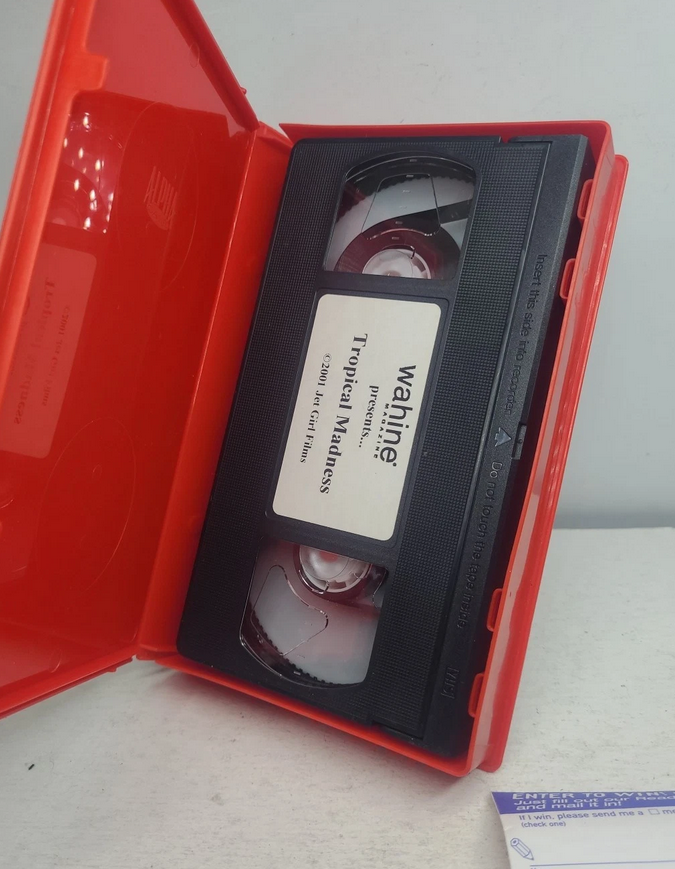 wahine®
MAGAZINE
presents...
Tropical Madness
©2001 Jet Girl Films
Insert this side into recorder.
Do not touch the tape inside
ENTER TO WIN!
Just fill out our Read
and mail it in!
If I win, please send me a
(check one)